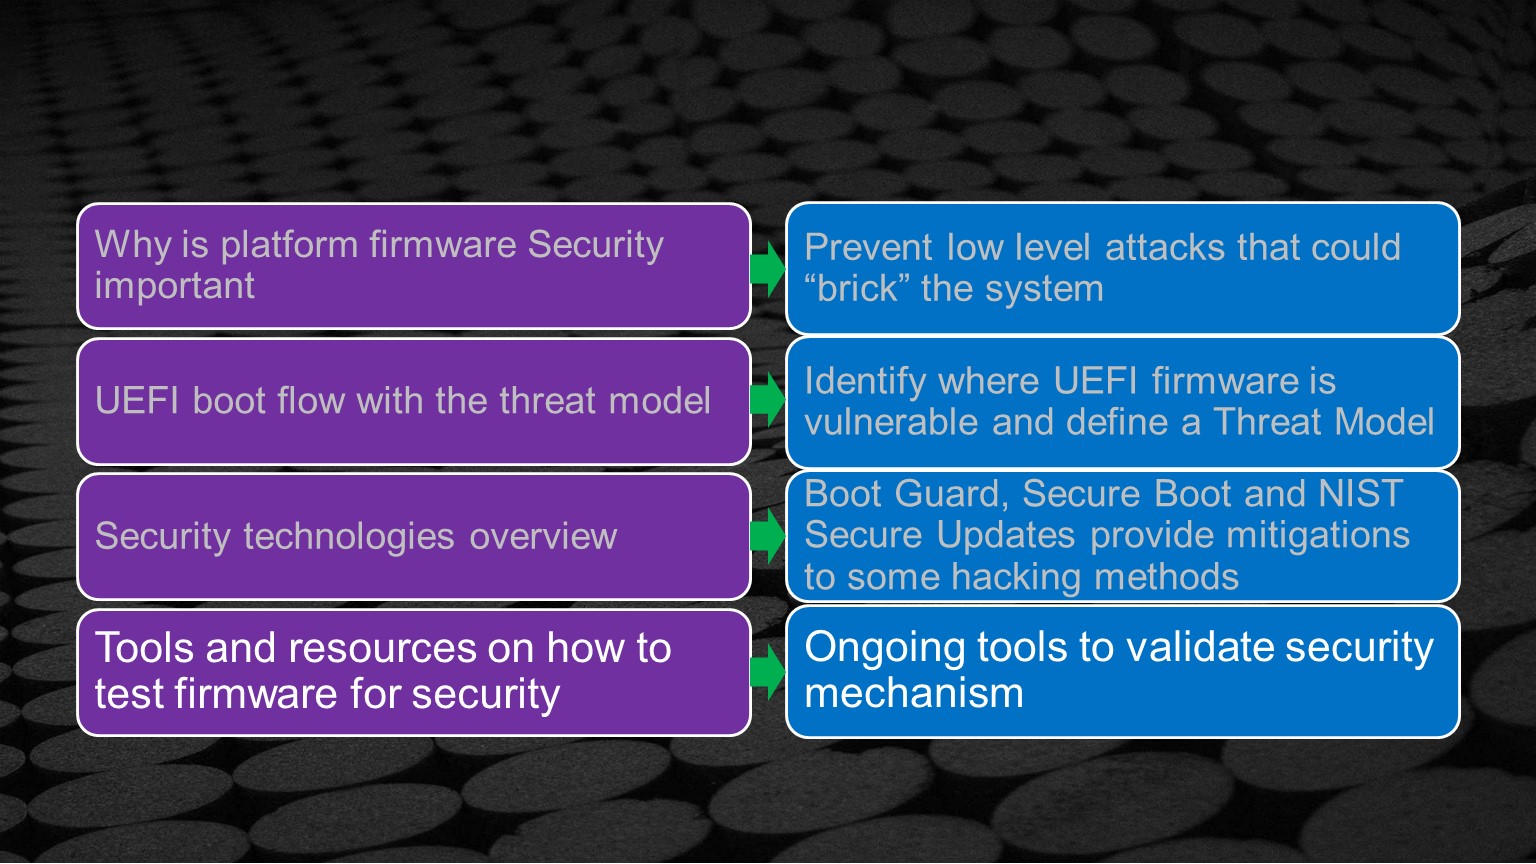 Why is platform firmware Security
important
Prevent low level attacks that could
“brick” the system
UEFI boot flow with the threat model
Identify where UEFI firmware is
vulnerable and define a Threat Model
Security technologies overview
Boot Guard, Secure Boot and NIST
Secure Updates provide mitigations
to some hacking methods
Tools and resources on how to
test firmware for security
Ongoing tools to validate security
mechanism